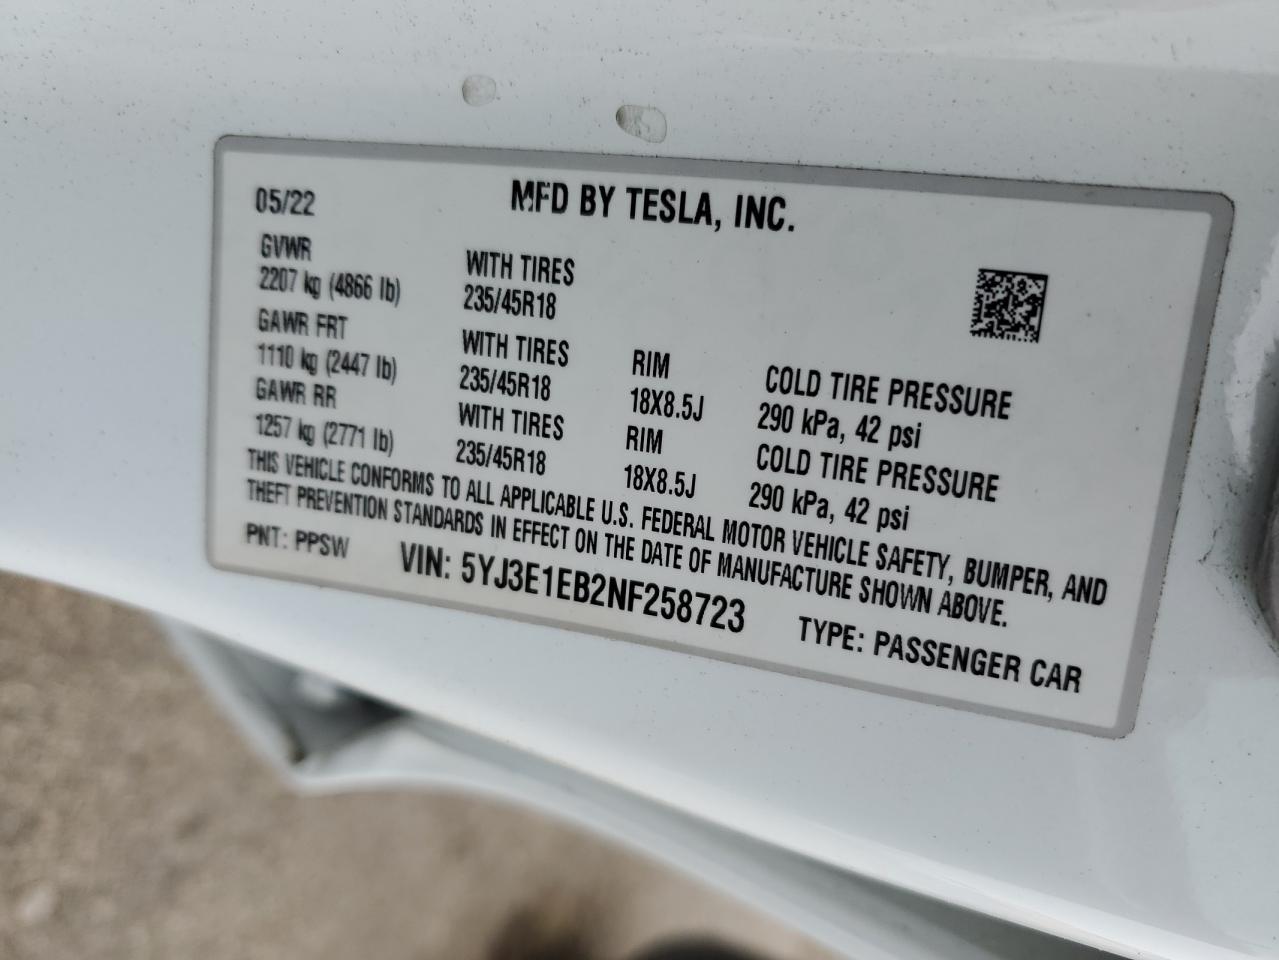 05/22 MFD BY TESLA, INC.
GVWR
2207 kg (4866 lb)
WITH TIRES
235/45R18
GAWR FRT
1110 kg (2447 lb)
WITH TIRES
235/45R18
RIM
18X8.5J
COLD TIRE PRESSURE
290 kPa, 42 psi
GAWR RR
1257 kg (2771 lb)
WITH TIRES
235/45R18
RIM
18X8.5J
COLD TIRE PRESSURE
290 kPa, 42 psi
THIS VEHICLE CONFORMS TO ALL APPLICABLE U.S. FEDERAL MOTOR VEHICLE SAFETY, BUMPER, AND
THEFT PREVENTION STANDARDS IN EFFECT ON THE DATE OF MANUFACTURE SHOWN ABOVE.
PNT: PPSW VIN: 5YJ3E1EB2NF258723 TYPE: PASSENGER CAR